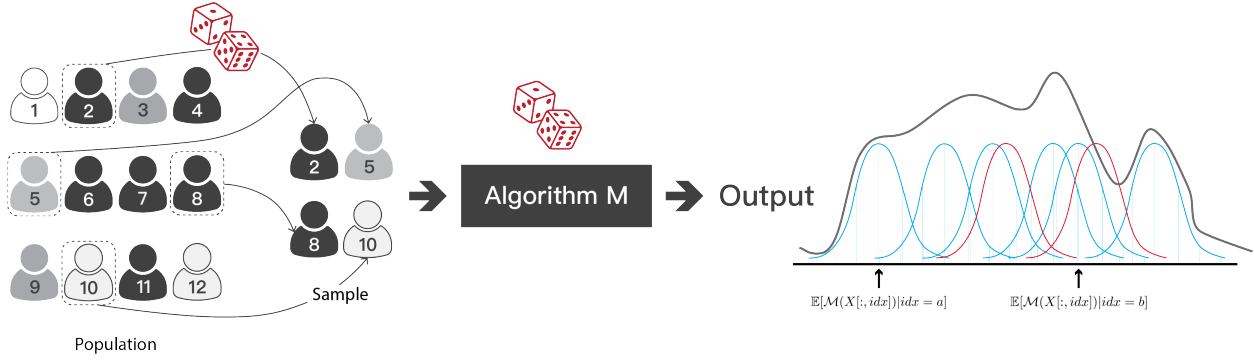 1 2 3 4
5 6 7 8
9 10 11 12
Population
2 5
8 10
Sample
Algorithm M
Output
𝔼[ℳ(X[:, idx])|idx = a]
𝔼[ℳ(X[:, idx])|idx = b]